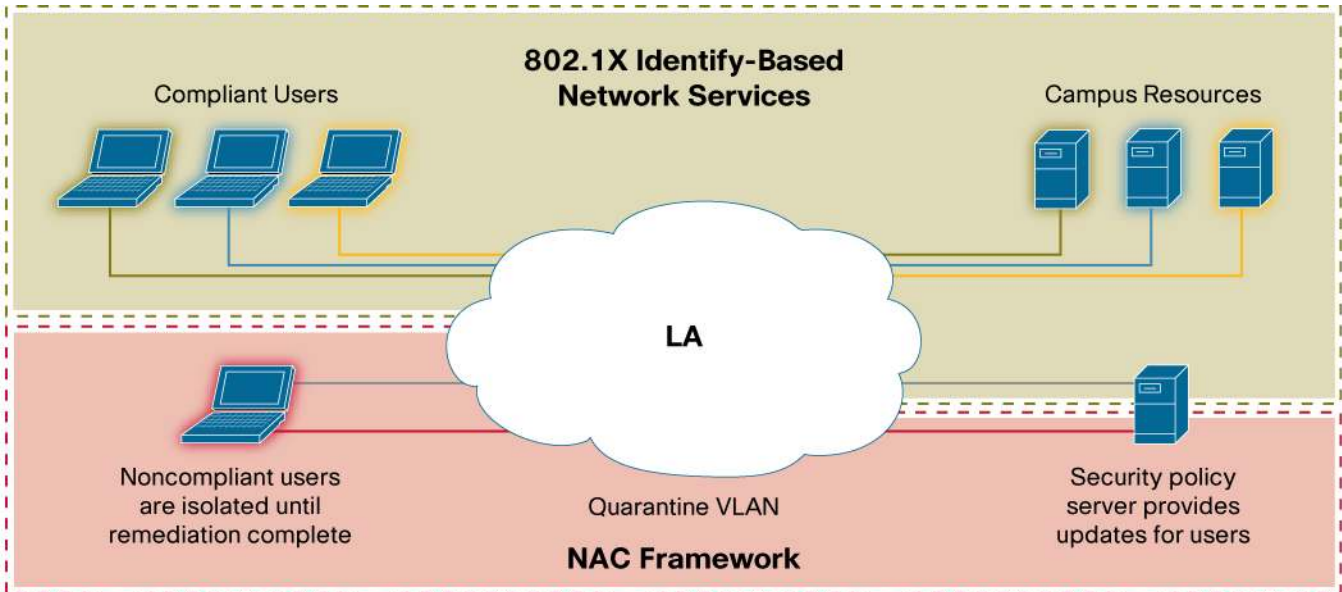 802.1X Identify-Based
Network Services
Compliant Users
Campus Resources
LA
Noncompliant users
are isolated until
remediation complete
Quarantine VLAN
Security policy
server provides
updates for users
NAC Framework